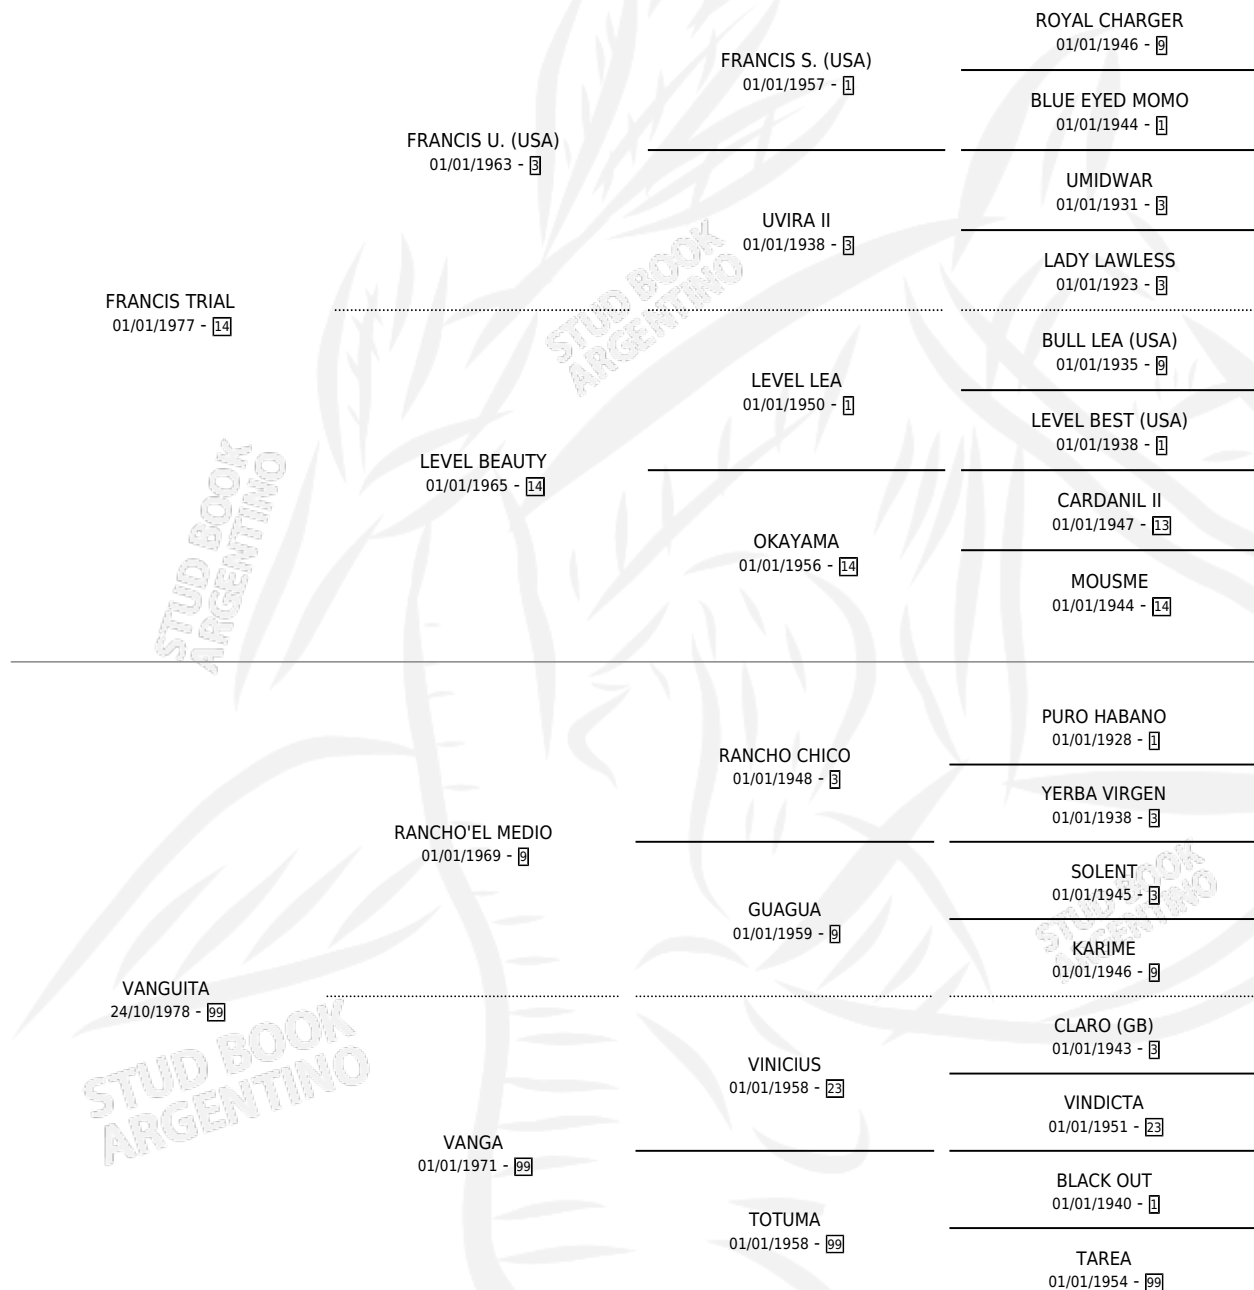 ROYAL CHARGER
01/01/1946 - 9
FRANCIS S. (USA)
01/01/1957 - 1
BLUE EYED MOMO
01/01/1944 - 1
FRANCIS U. (USA)
01/01/1963 - 3
UMIDWAR
01/01/1931 - 3
UVIRA II
01/01/1938 - 3
LADY LAWLESS
01/01/1923 - 3
FRANCIS TRIAL
01/01/1977 - 14
STUD BOOK
ARGENTINO
BULL LEA (USA)
01/01/1935 - 9
LEVEL LEA
01/01/1950 - 1
LEVEL BEST (USA)
01/01/1938 - 1
LEVEL BEAUTY
01/01/1965 - 14
CARDANIL II
01/01/1947 - 13
OKAYAMA
01/01/1956 - 14
MOUSME
01/01/1944 - 14
STUD BOOK
ARGENTINO
PURO HABANO
01/01/1928 - 1
RANCHO CHICO
01/01/1948 - 3
YERBA VIRGEN
01/01/1938 - 3
RANCHO'EL MEDIO
01/01/1969 - 9
SOLENT
01/01/1945 - 3
GUAGUA
01/01/1959 - 9
KARIME
01/01/1946 - 9
STUD BOOK
ARGENTINO
VANGUITA
24/10/1978 - 99
STUD BOOK
ARGENTINO
CLARO (GB)
01/01/1943 - 3
VINICIUS
01/01/1958 - 23
VINDICTA
01/01/1951 - 23
VANGA
01/01/1971 - 99
BLACK OUT
01/01/1940 - 1
TOTUMA
01/01/1958 - 99
TAREA
01/01/1954 - 99